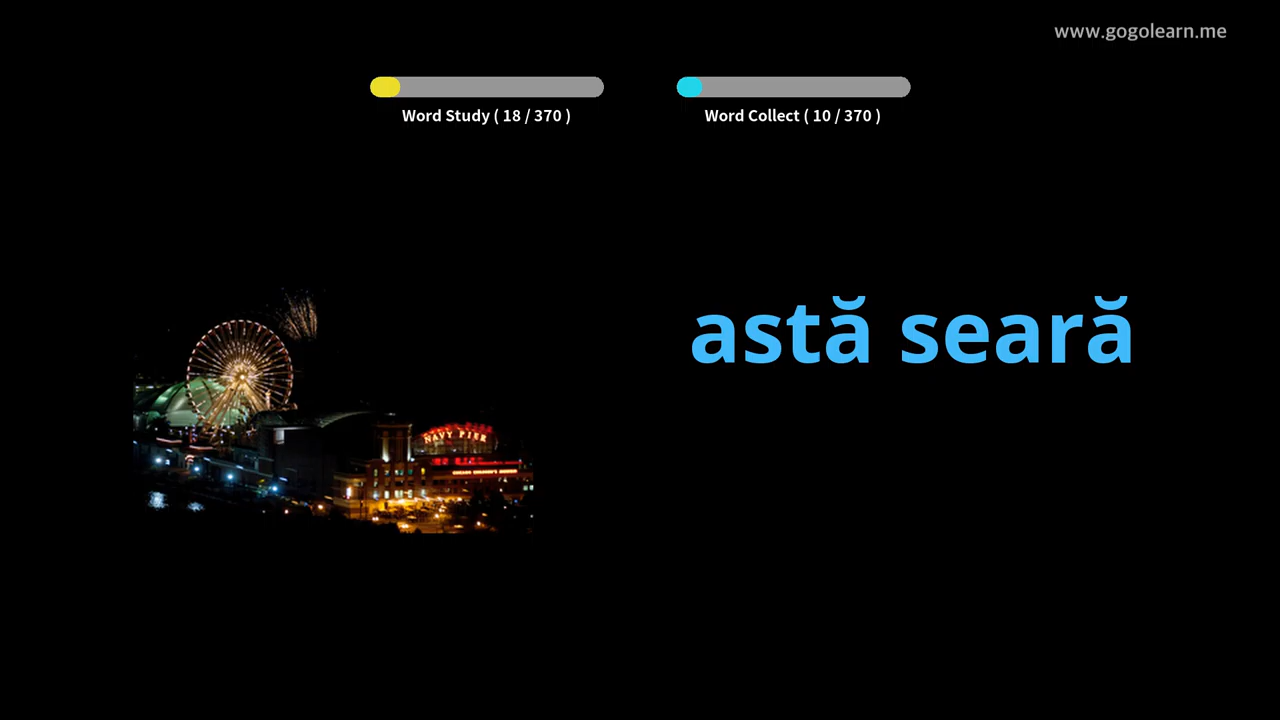 www.gogolearn.me
Word Study ( 18 / 370 )
Word Collect ( 10 / 370 )
astă seară
NAVY PIER